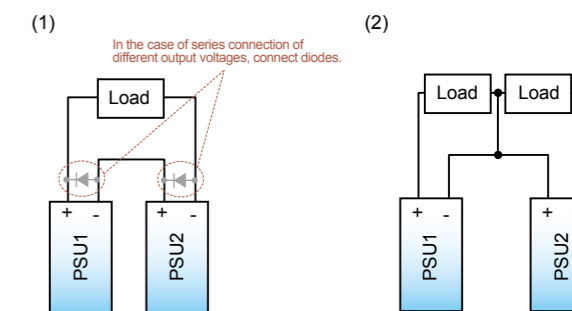 (1)
In the case of series connection of
different output voltages, connect diodes.
Load
+ - + -
PSU1 PSU2
(2)
Load Load
+ - +
PSU1 PSU2